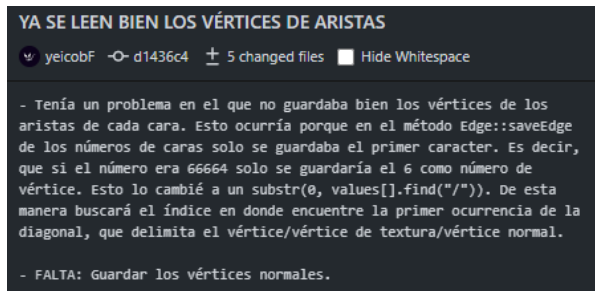 YA SE LEEN BIEN LOS VÉRTICES DE ARISTAS
yeicobF d1436c4 5 changed files Hide Whitespace
- Tenía un problema en el que no guardaba bien los vértices de los
aristas de cada cara. Esto ocurría porque en el método Edge::saveEdge
de los números de caras solo se guardaba el primer caracter. Es decir,
que si el número era 66664 solo se guardaría el 6 como número de
vértice. Esto lo cambié a un substr(0, values[].find("/")). De esta
manera buscará el índice en donde encuentre la primer ocurrencia de la
diagonal, que delimita el vértice/vértice de textura/vértice normal.
- FALTA: Guardar los vértices normales.